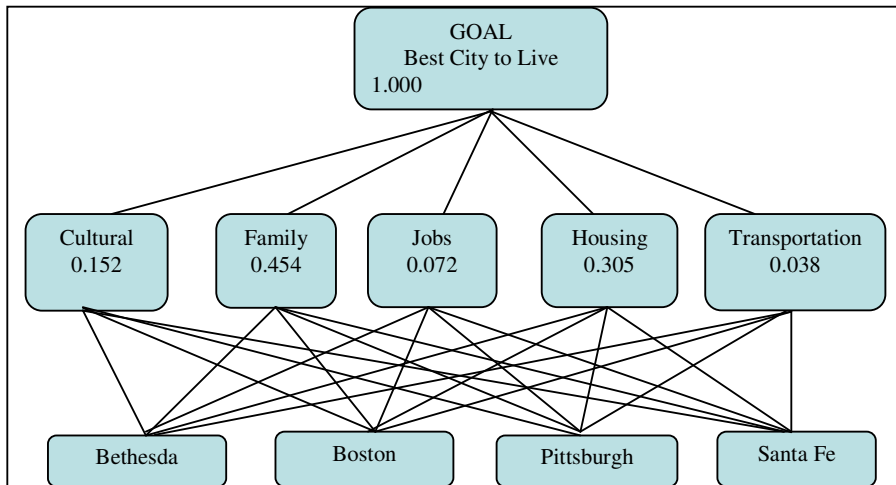 GOAL
Best City to Live
1.000
Cultural
0.152
Family
0.454
Jobs
0.072
Housing
0.305
Transportation
0.038
Bethesda
Boston
Pittsburgh
Santa Fe